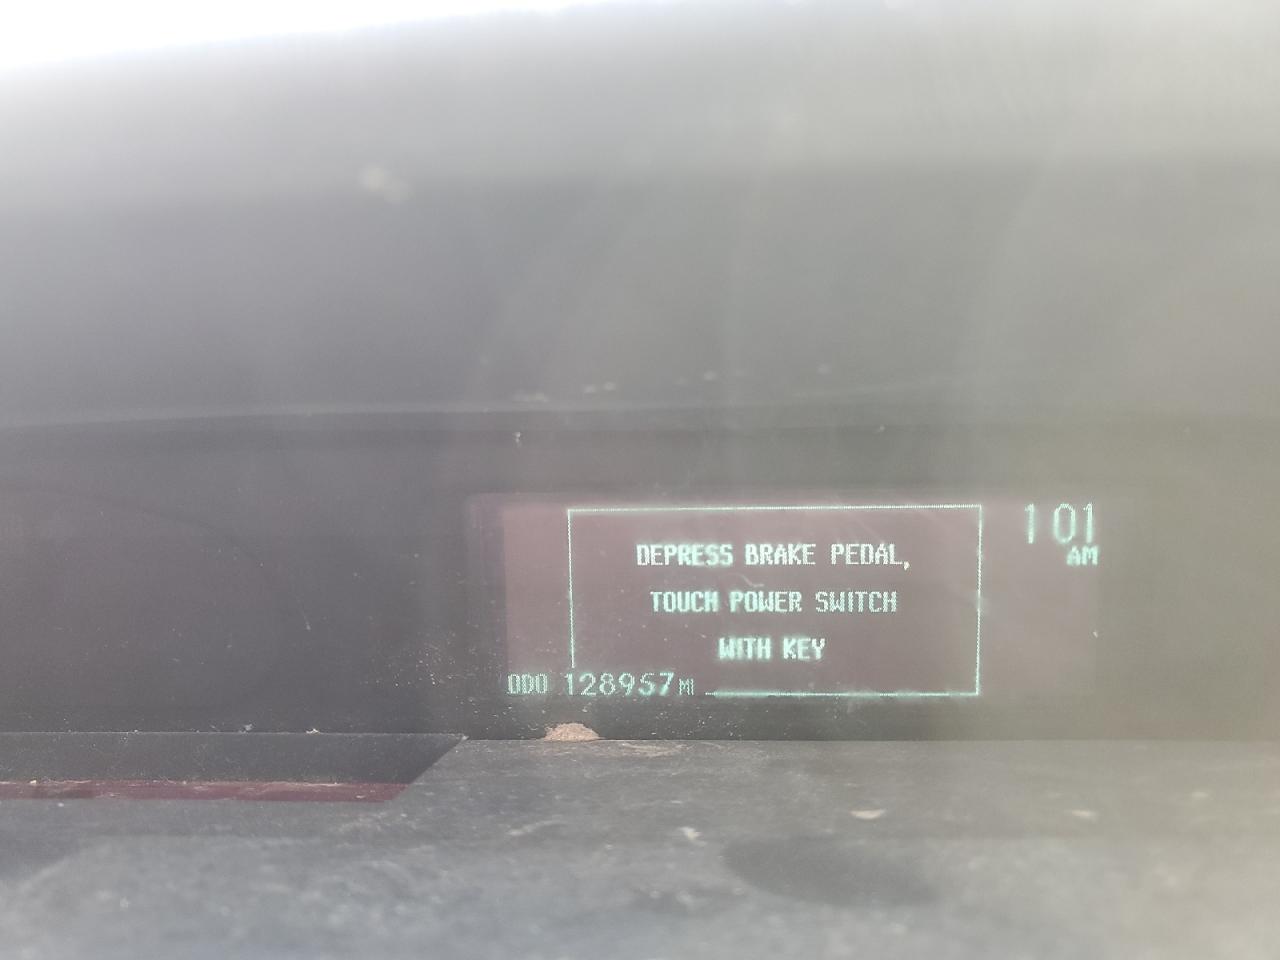 DEPRESS BRAKE PEDAL,
TOUCH POWER SWITCH
WITH KEY
1 01
AM
ODO 128957 MI